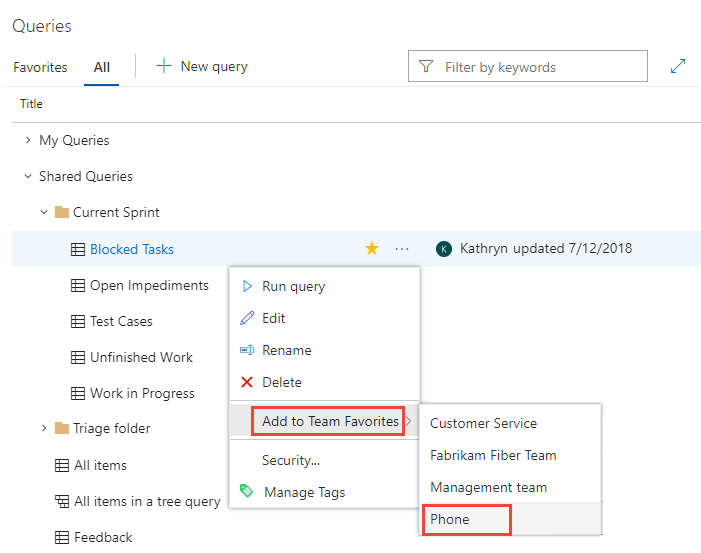 Queries
Favorites All New query Filter by keywords
Title
My Queries
Shared Queries
Current Sprint
Blocked Tasks ... K Kathryn updated 7/12/2018
Open Impediments
Test Cases
Unfinished Work
Work in Progress
Triage folder
All items
All items in a tree query
Feedback
Run query
Edit
Rename
Delete
Add to Team Favorites
Security...
Manage Tags
Customer Service
Fabrikam Fiber Team
Management team
Phone